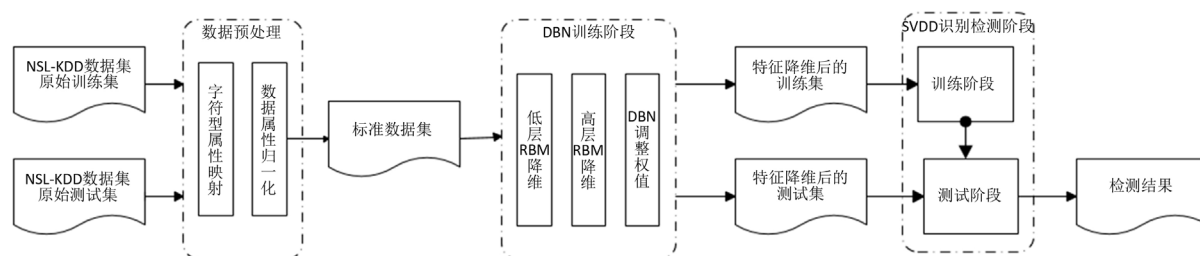 NSL-KDD数据集
原始训练集
NSL-KDD数据集
原始测试集
数据预处理
字符型属性映射
数据属性归一化
标准数据集
DBN训练阶段
低层RBM降维
高层RBM降维
DBN调整权值
特征降维后的
训练集
特征降维后的
测试集
SVDD识别检测阶段
训练阶段
测试阶段
检测结果